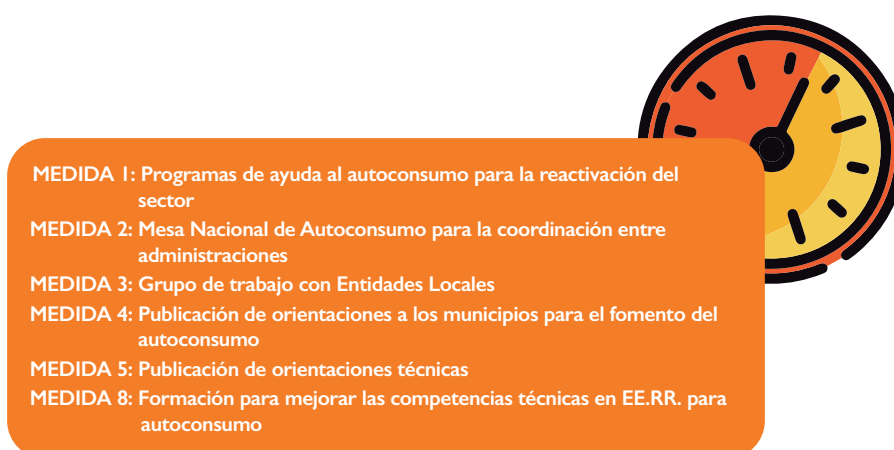 MEDIDA 1: Programas de ayuda al autoconsumo para la reactivación del
sector
MEDIDA 2: Mesa Nacional de Autoconsumo para la coordinación entre
administraciones
MEDIDA 3: Grupo de trabajo con Entidades Locales
MEDIDA 4: Publicación de orientaciones a los municipios para el fomento del
autoconsumo
MEDIDA 5: Publicación de orientaciones técnicas
MEDIDA 8: Formación para mejorar las competencias técnicas en EE.RR. para
autoconsumo